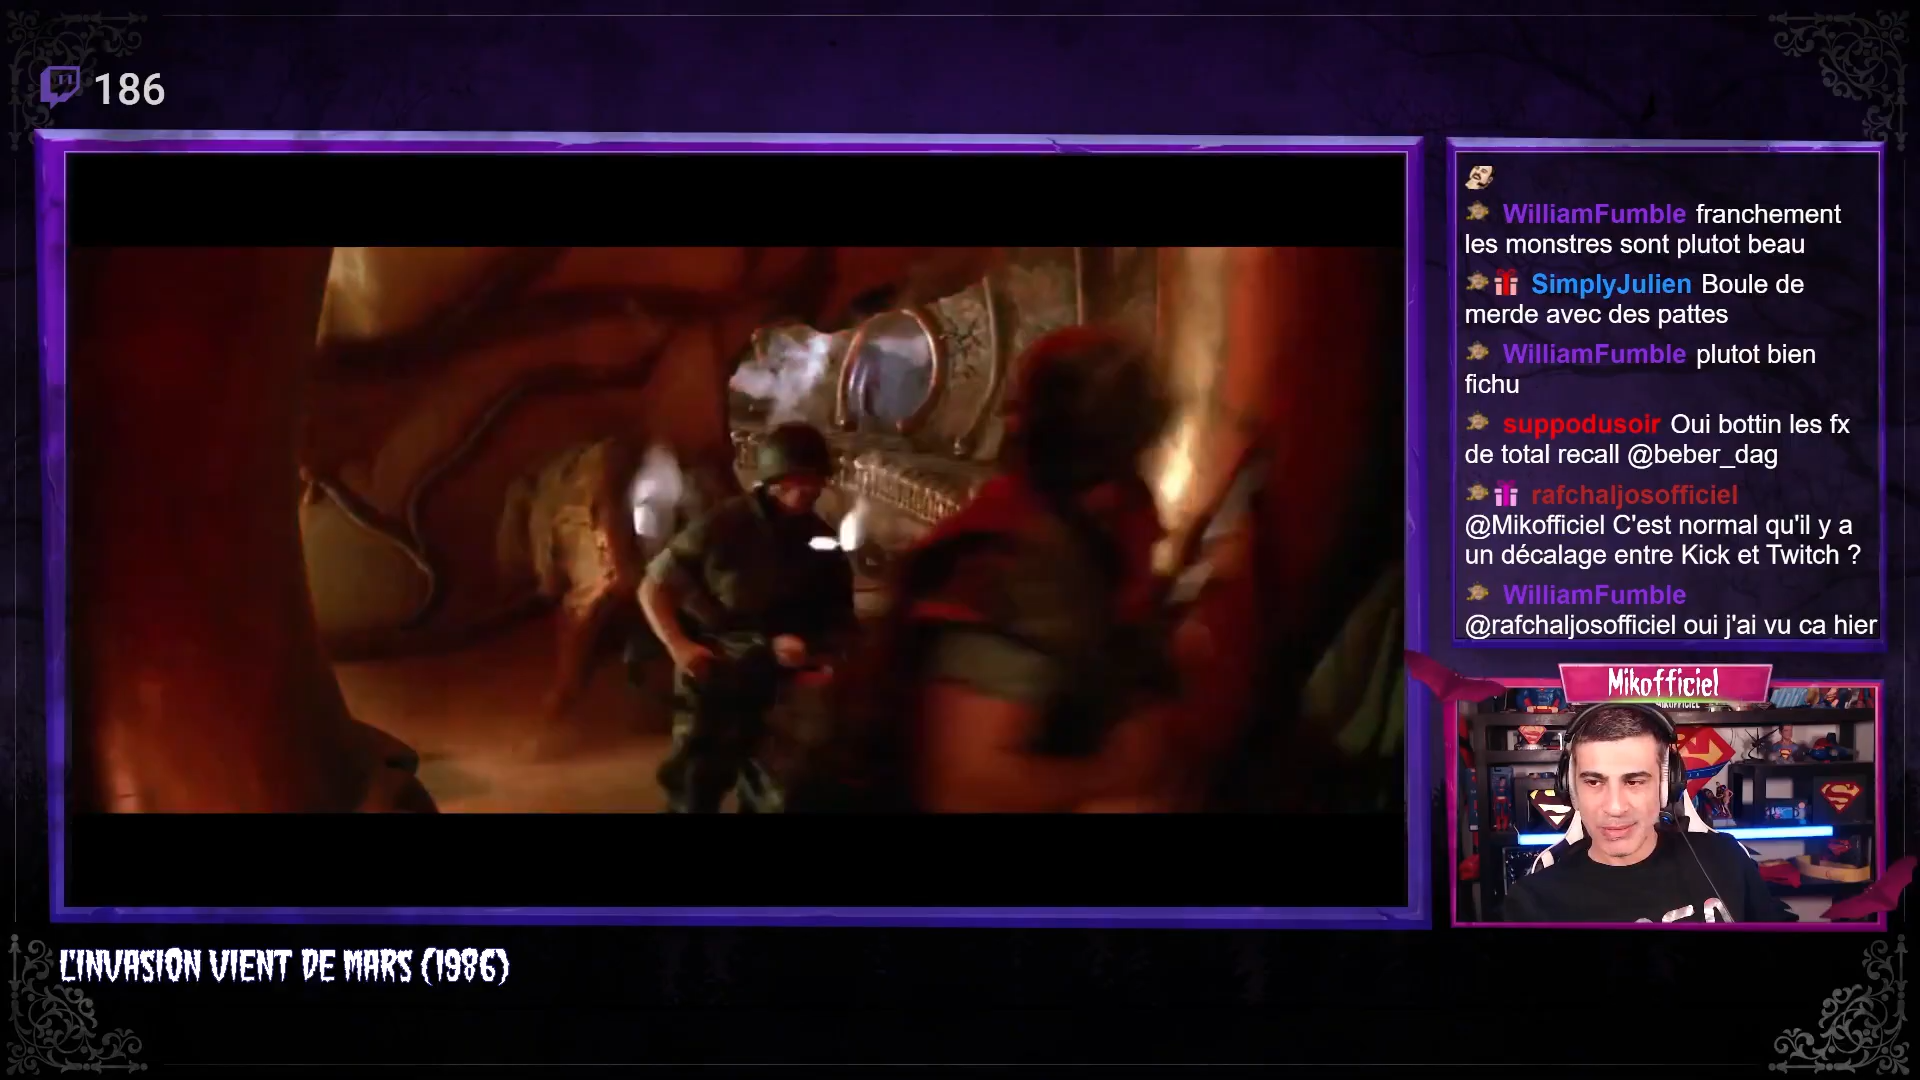 186
WilliamFumble franchement
les monstres sont plutot beau
SimplyJulien Boule de
merde avec des pattes
WilliamFumble plutot bien
fichu
suppodusoir Oui bottin les fx
de total recall @beber_dag
rafchaljosofficiel
@Mikofficiel C'est normal qu'il y a
un décalage entre Kick et Twitch ?
WilliamFumble
@rafchaljosofficiel oui j'ai vu ca hier
Mikofficiel
MIKOFFICIEL
L'INVASION VIENT DE MARS (1986)